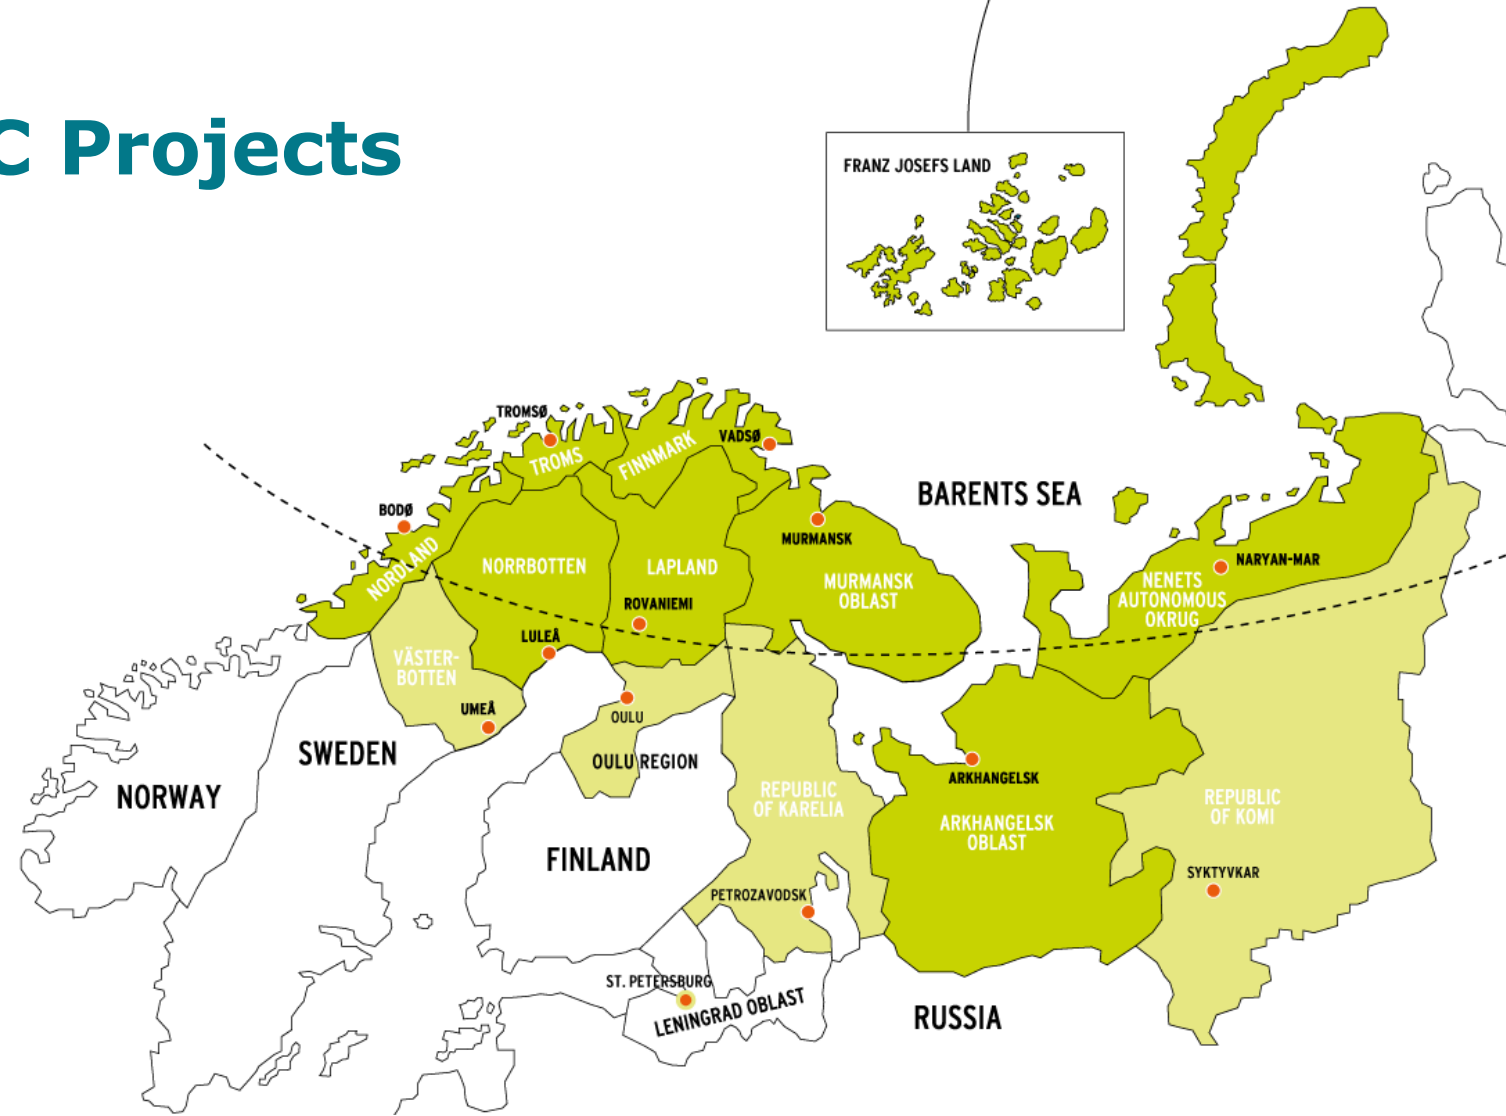 C Projects
FRANZ JOSEFS LAND
TROMSØ
TROMS
FINNMARK
VADSØ
BARENTS SEA
BODØ
NORDLAND
NORRBOTTEN
LAPLAND
MURMANSK
MURMANSK
OBLAST
NARYAN-MAR
NENETS
AUTONOMOUS
OKRUG
ROVANIEMI
LULEÅ
VÄSTER-
BOTTEN
UMEÅ
OULU
OULU REGION
SWEDEN
NORWAY
FINLAND
REPUBLIC
OF KARELIA
ARKHANGELSK
ARKHANGELSK
OBLAST
REPUBLIC
OF KOMI
SYKTYVKAR
PETROZAVODSK
ST. PETERSBURG
LENINGRAD OBLAST
RUSSIA